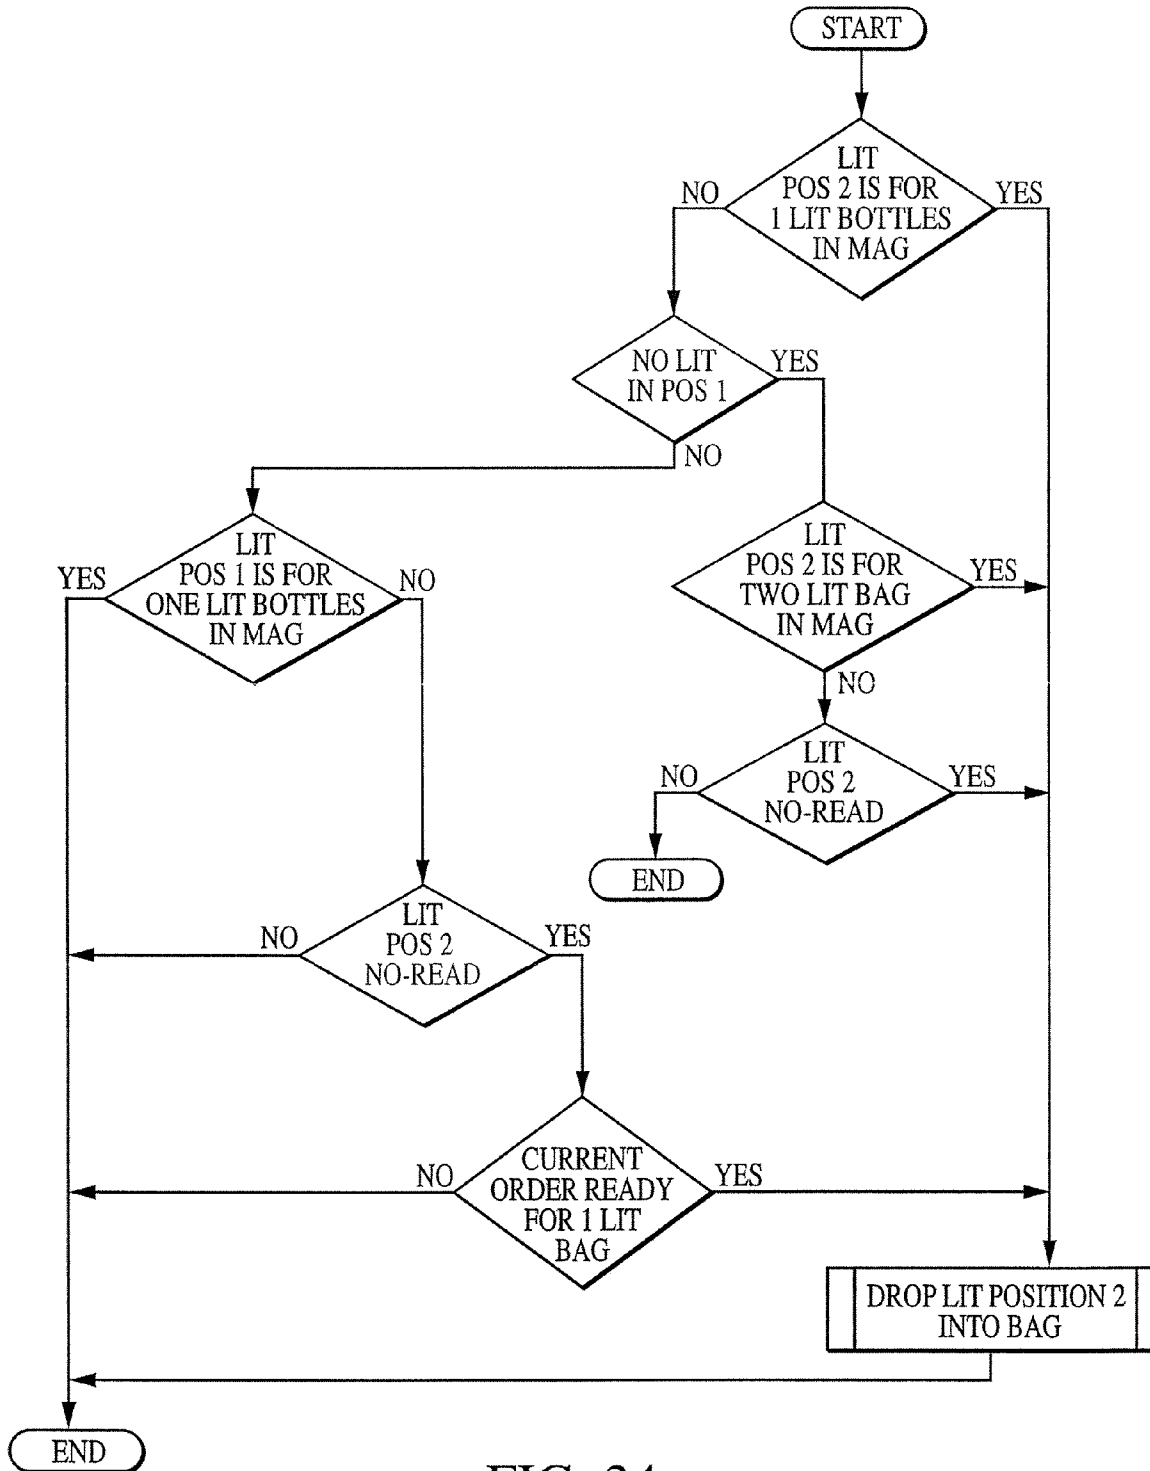 START
LIT
POS 2 IS FOR
1 LIT BOTTLES
IN MAG
NO
YES
NO LIT
IN POS 1
YES
NO
LIT
POS 1 IS FOR
ONE LIT BOTTLES
IN MAG
YES
NO
LIT
POS 2 IS FOR
TWO LIT BAG
IN MAG
YES
NO
LIT
POS 2
NO-READ
NO
YES
END
LIT
POS 2
NO-READ
NO
YES
CURRENT
ORDER READY
FOR 1 LIT
BAG
NO
YES
DROP LIT POSITION 2
INTO BAG
END